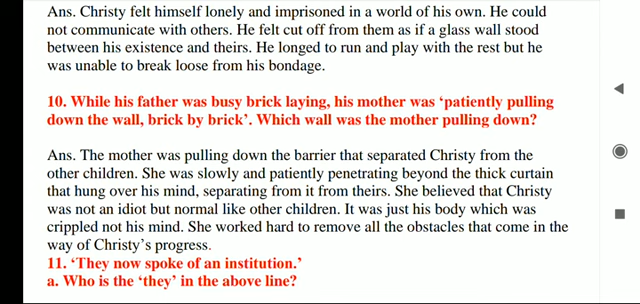 Ans. Christy felt himself lonely and imprisoned in a world of his own. He could
not communicate with others. He felt cut off from them as if a glass wall stood
between his existence and theirs. He longed to run and play with the rest but he
was unable to break loose from his bondage.
10. While his father was busy brick laying, his mother was ‘patiently pulling
down the wall, brick by brick’. Which wall was the mother pulling down?
Ans. The mother was pulling down the barrier that separated Christy from the
other children. She was slowly and patiently penetrating beyond the thick curtain
that hung over his mind, separating from it from theirs. She believed that Christy
was not an idiot but normal like other children. It was just his body which was
crippled not his mind. She worked hard to remove all the obstacles that come in the
way of Christy’s progress.
11. ‘They now spoke of an institution.’
a. Who is the ‘they’ in the above line?